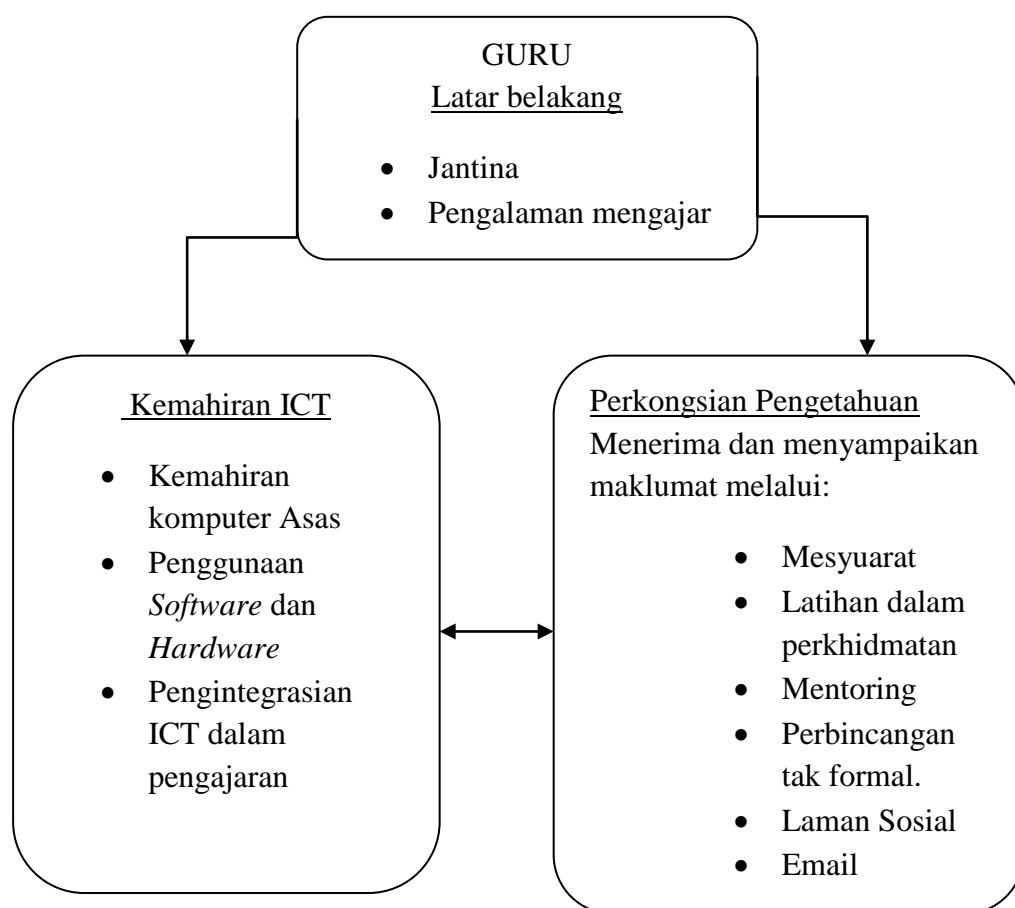 GURU
Latar belakang
• Jantina
• Pengalaman mengajar
Kemahiran ICT
• Kemahiran
komputer Asas
• Penggunaan
Software dan
Hardware
• Pengintegrasian
ICT dalam
pengajaran
Perkongsian Pengetahuan
Menerima dan menyampaikan
maklumat melalui:
• Mesyuarat
• Latihan dalam
perkhidmatan
• Mentoring
• Perbincangan
tak formal.
• Laman Sosial
• Email